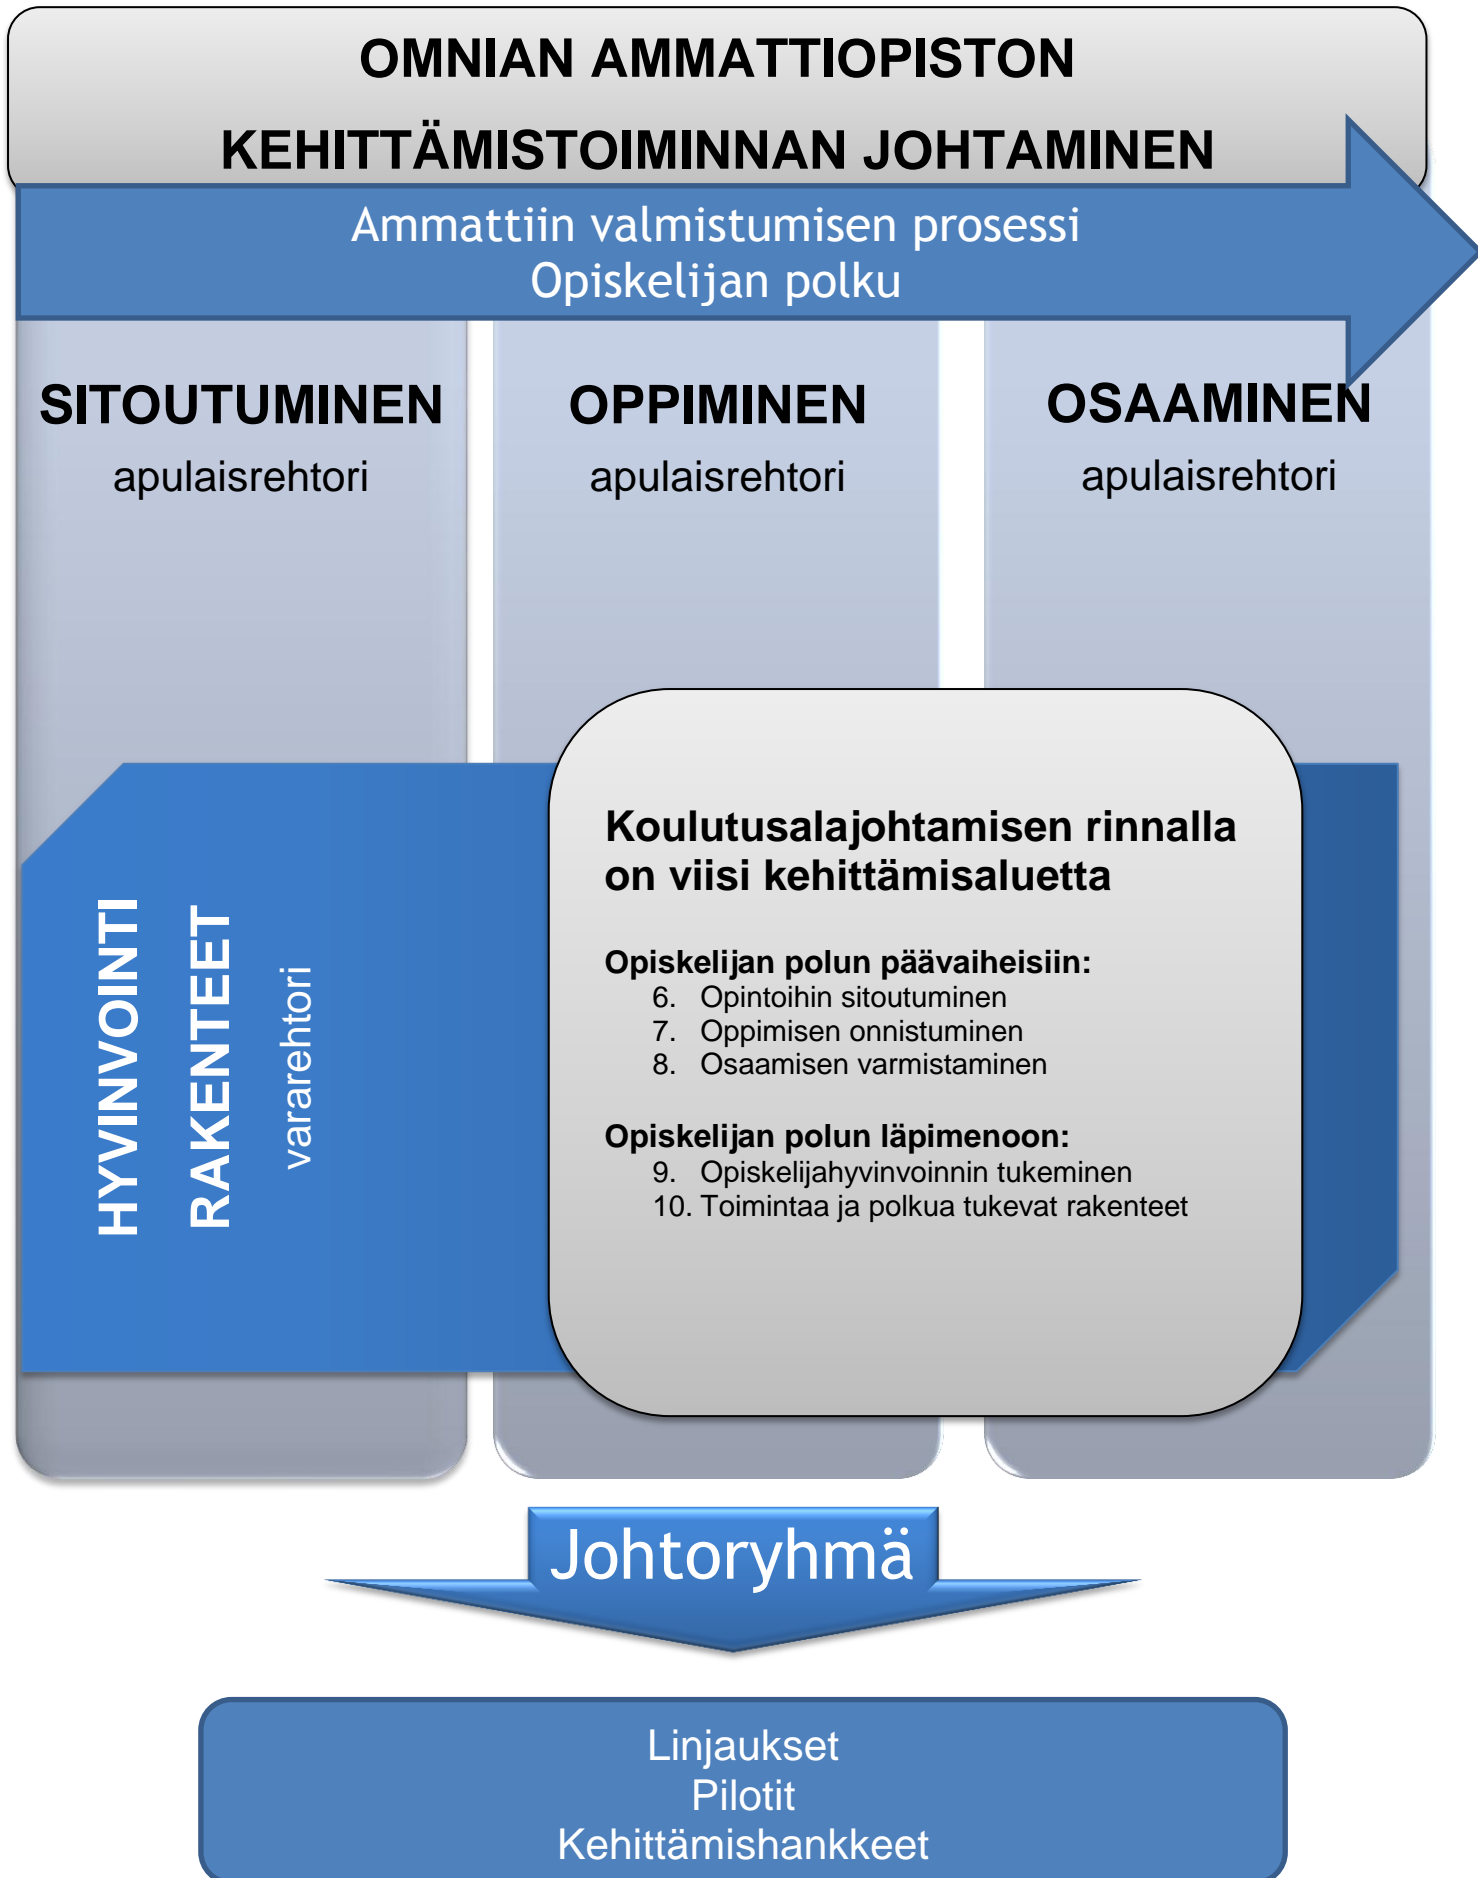 OMNIAN AMMATTIOPISTON
KEHITTÄMISTOIMINNAN JOHTAMINEN
Ammattiin valmistumisen prosessi
Opiskelijan polku
SITOUTUMINEN
apulaisrehtori
OPPIMINEN
apulaisrehtori
OSAAMINEN
apulaisrehtori
HYVINVOINTI
RAKENTEET
vararehtori
Koulutusalajohtamisen rinnalla
on viisi kehittämisaluetta
Opiskelijan polun päävaiheisiin:
6. Opintoihin sitoutuminen
7. Oppimisen onnistuminen
8. Osaamisen varmistaminen
Opiskelijan polun läpimenoon:
9. Opiskelijahyvinvoinnin tukeminen
10. Toimintaa ja polkua tukevat rakenteet
Johtoryhmä
Linjaukset
Pilotit
Kehittämishankkeet